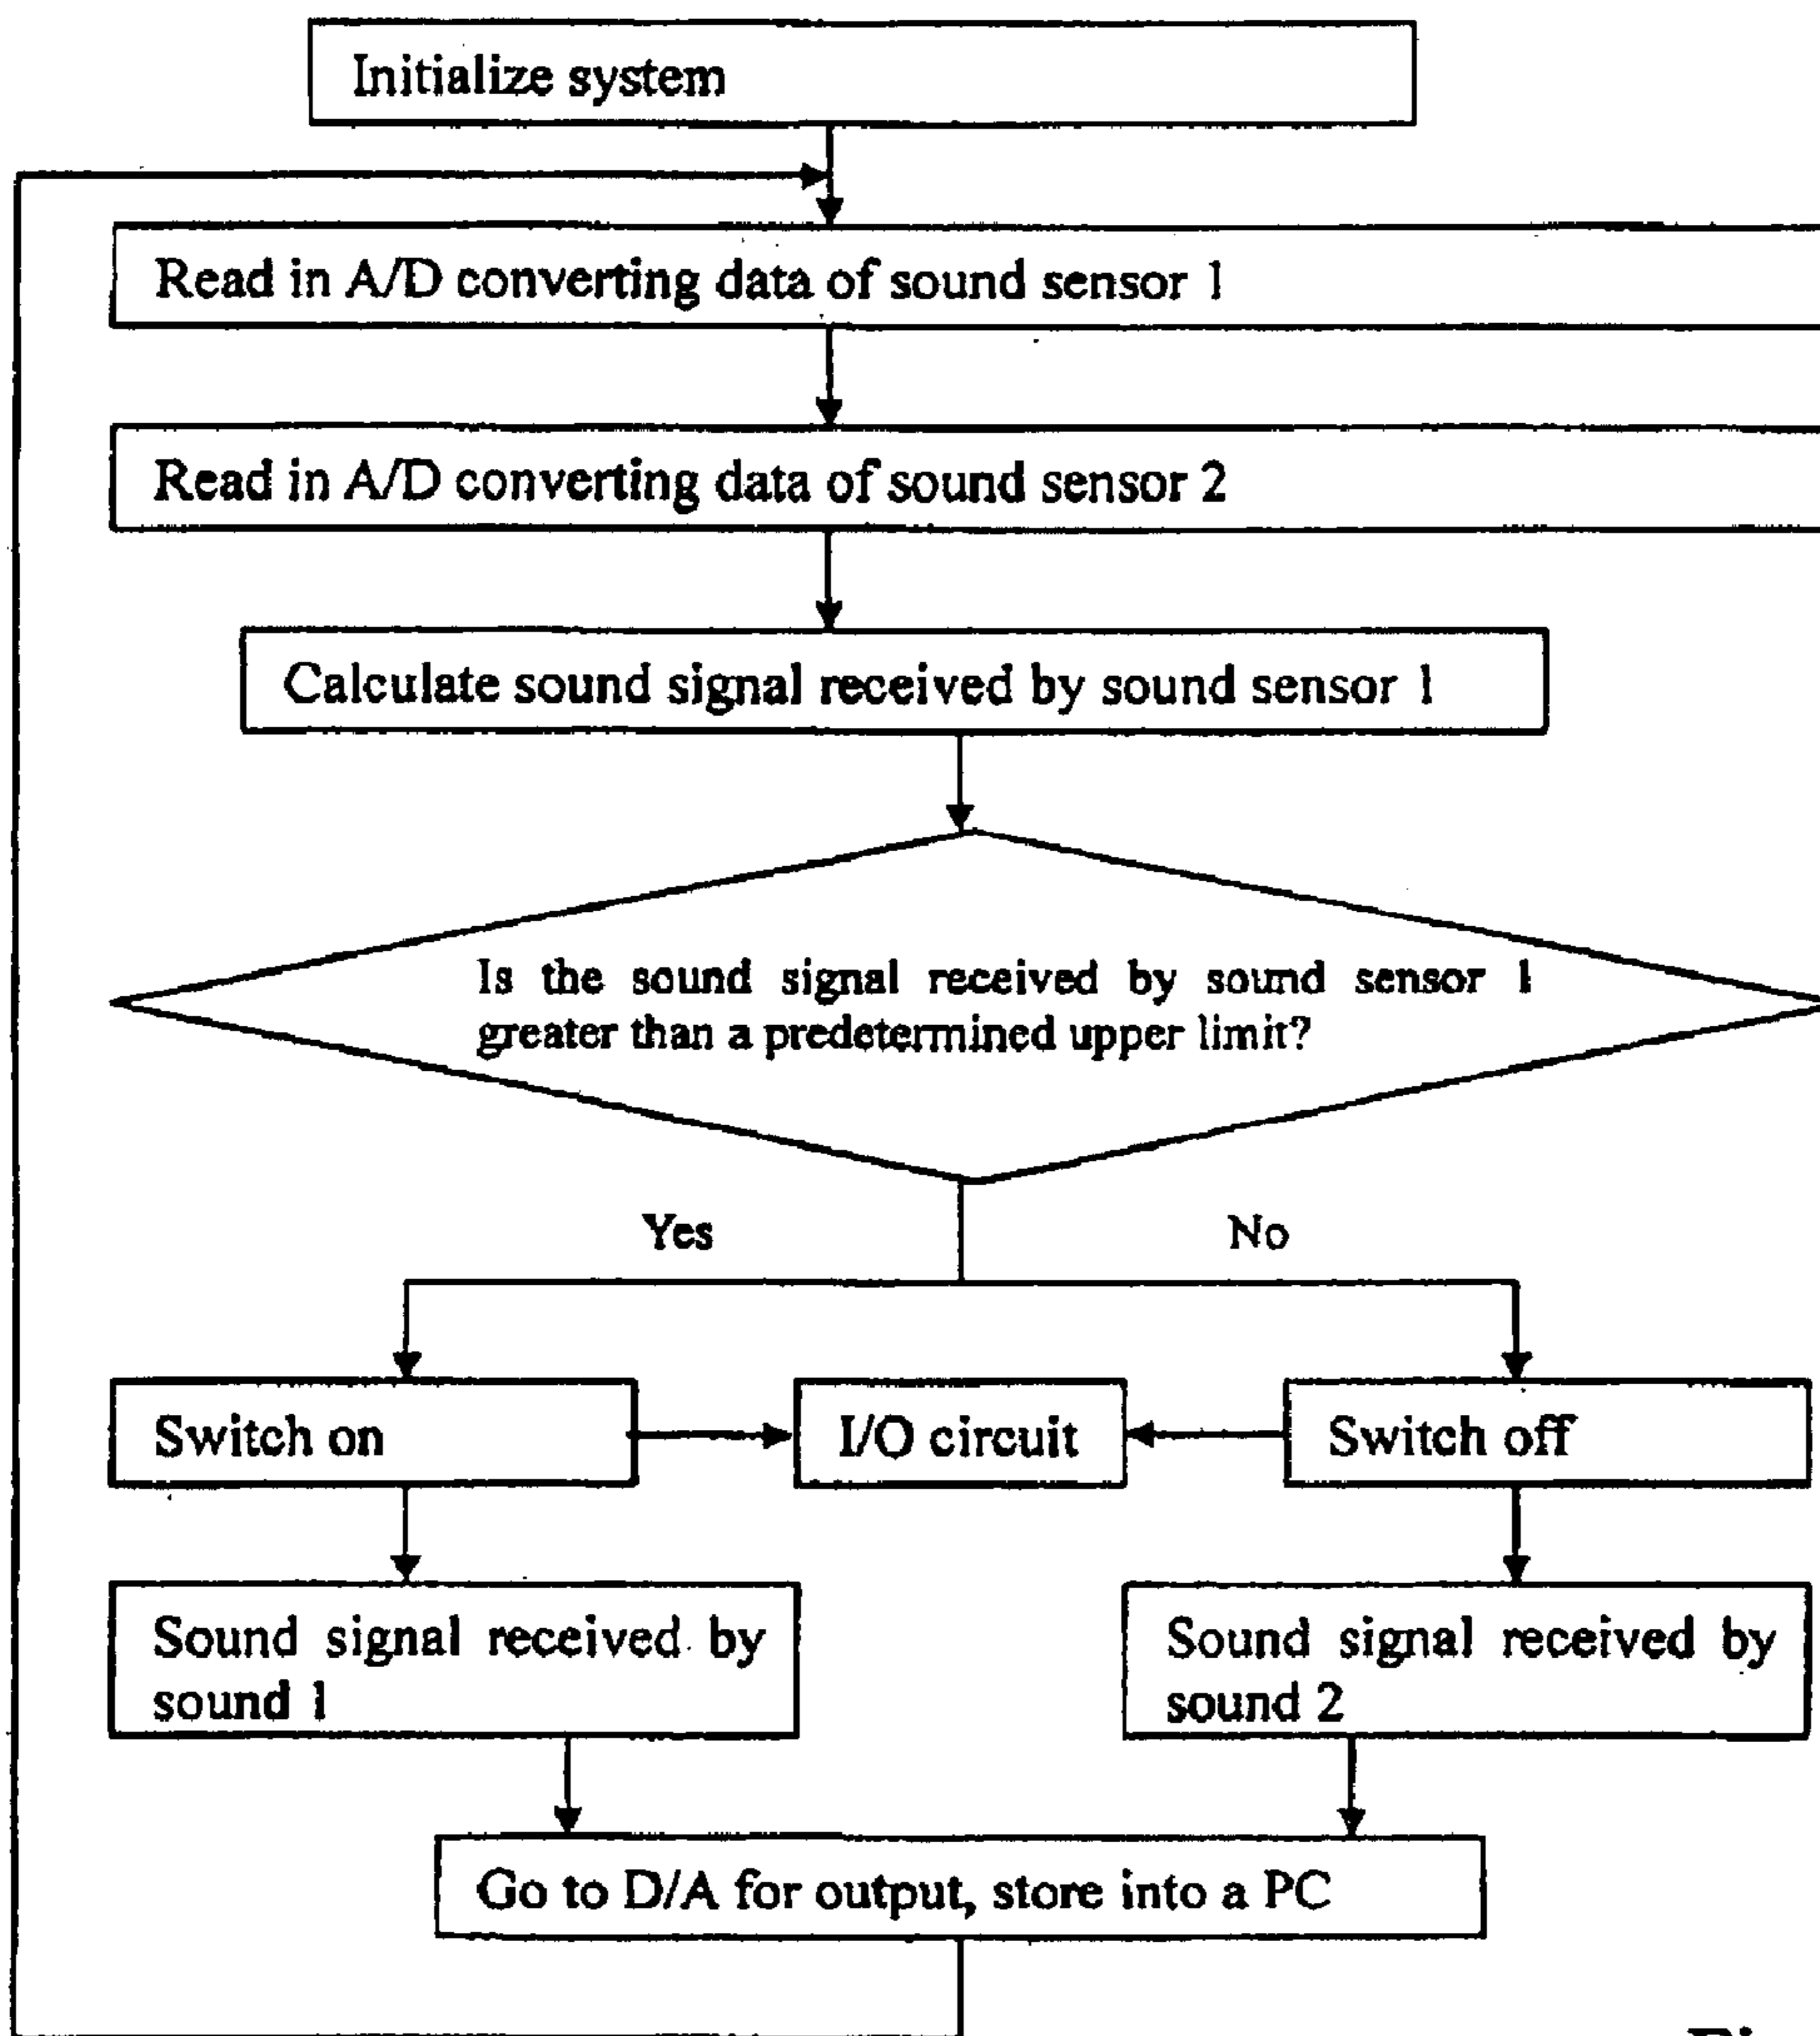 Initialize system
Read in A/D converting data of sound sensor 1
Read in A/D converting data of sound sensor 2
Calculate sound signal received by sound sensor 1
Is the sound signal received by sound sensor 1
greater than a predetermined upper limit?
Yes
No
Switch on
I/O circuit
Switch off
Sound signal received by
sound 1
Sound signal received by
sound 2
Go to D/A for output, store into a PC